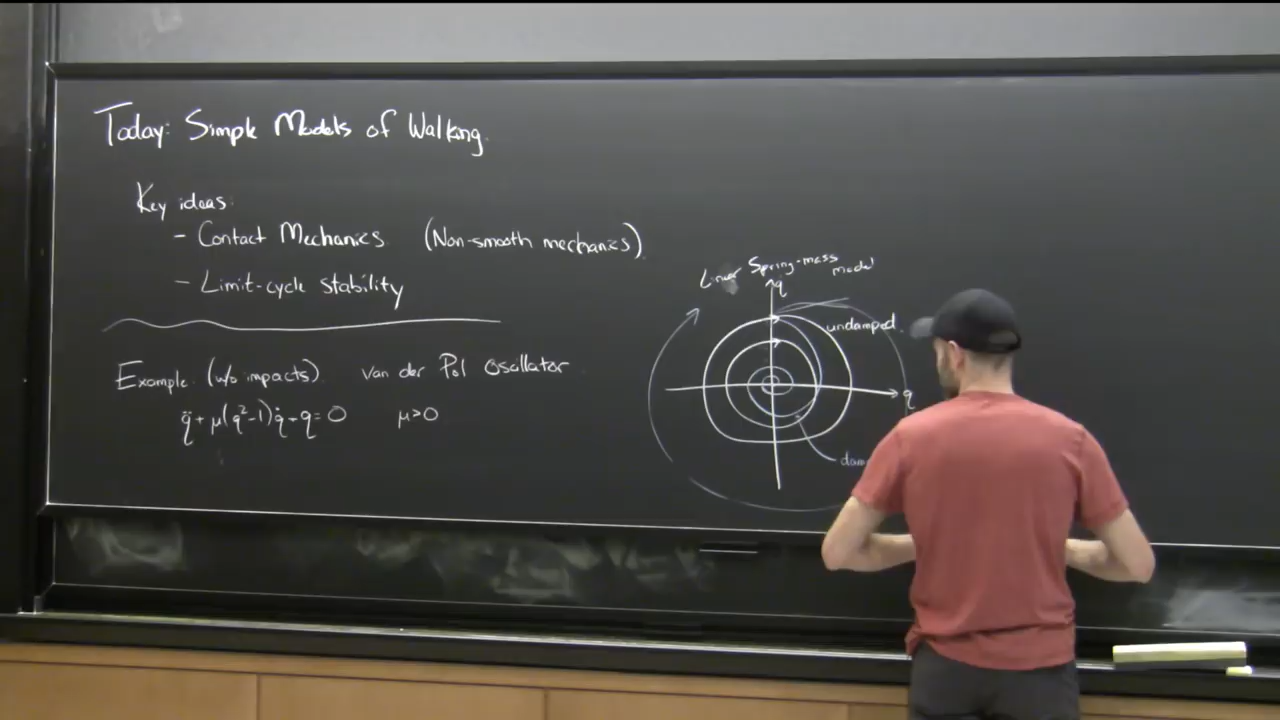 Today: Simple Models of Walking.
Key ideas:
- Contact Mechanics (Non-smooth mechanics).
- Limit-cycle stability
Example (w/o impacts). Van der Pol Oscillator
q̈ + μ(q²-1)q̇ + q = 0 μ>0
Linear Spring-mass model
q̇
undamped.
q
dam